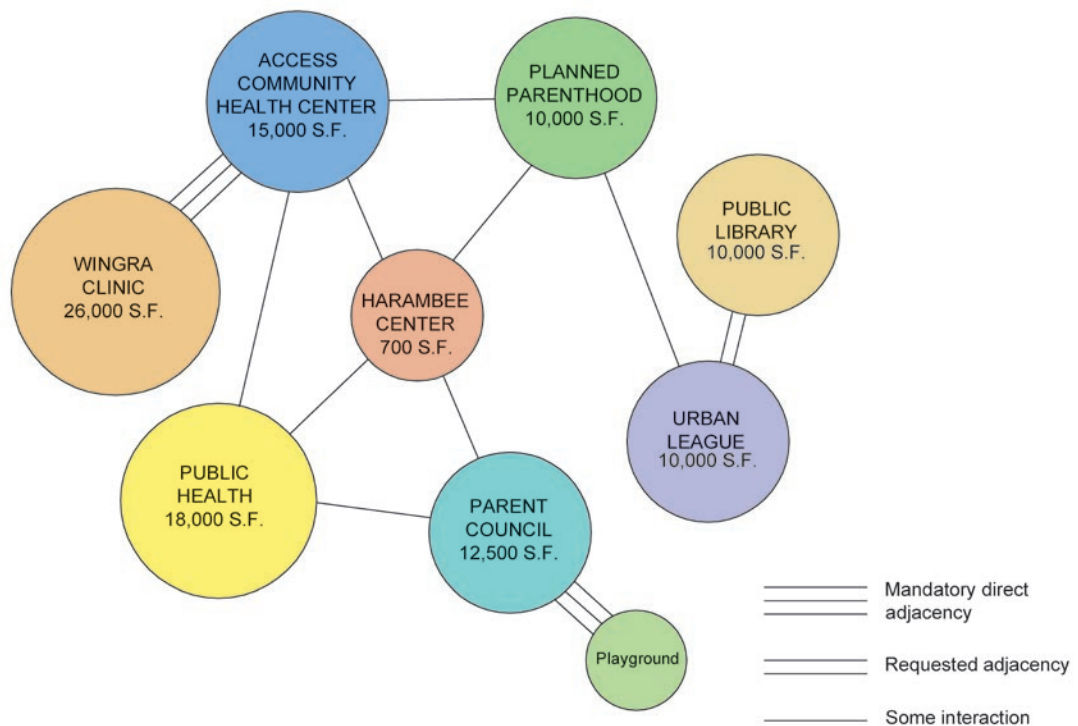 ACCESS
COMMUNITY
HEALTH CENTER
15,000 S.F.
PLANNED
PARENTHOOD
10,000 S.F.
PUBLIC
LIBRARY
10,000 S.F.
WINGRA
CLINIC
26,000 S.F.
HARAMBEE
CENTER
700 S.F.
URBAN
LEAGUE
10,000 S.F.
PUBLIC
HEALTH
18,000 S.F.
PARENT
COUNCIL
12,500 S.F.
Playground
Mandatory direct
adjacency
Requested adjacency
Some interaction